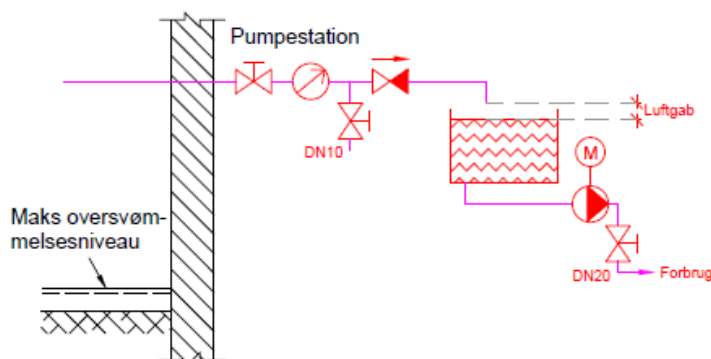 Pumpestation
Luftgab
DN10
M
Maks oversvøm-
melsesniveau
DN20
Forbrug